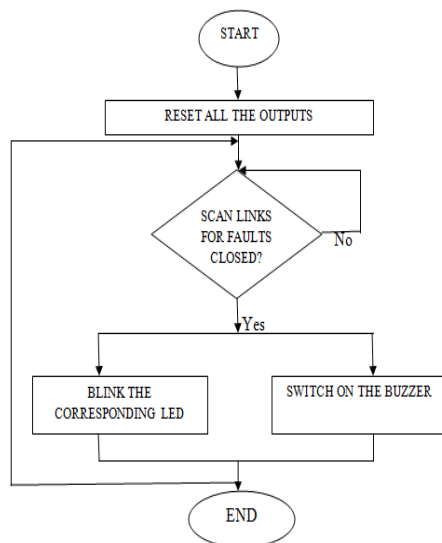 START
RESET ALL THE OUTPUTS
SCAN LINKS
FOR FAULTS
CLOSED?
No
Yes
BLINK THE
CORRESPONDING LED
SWITCH ON THE BUZZER
END